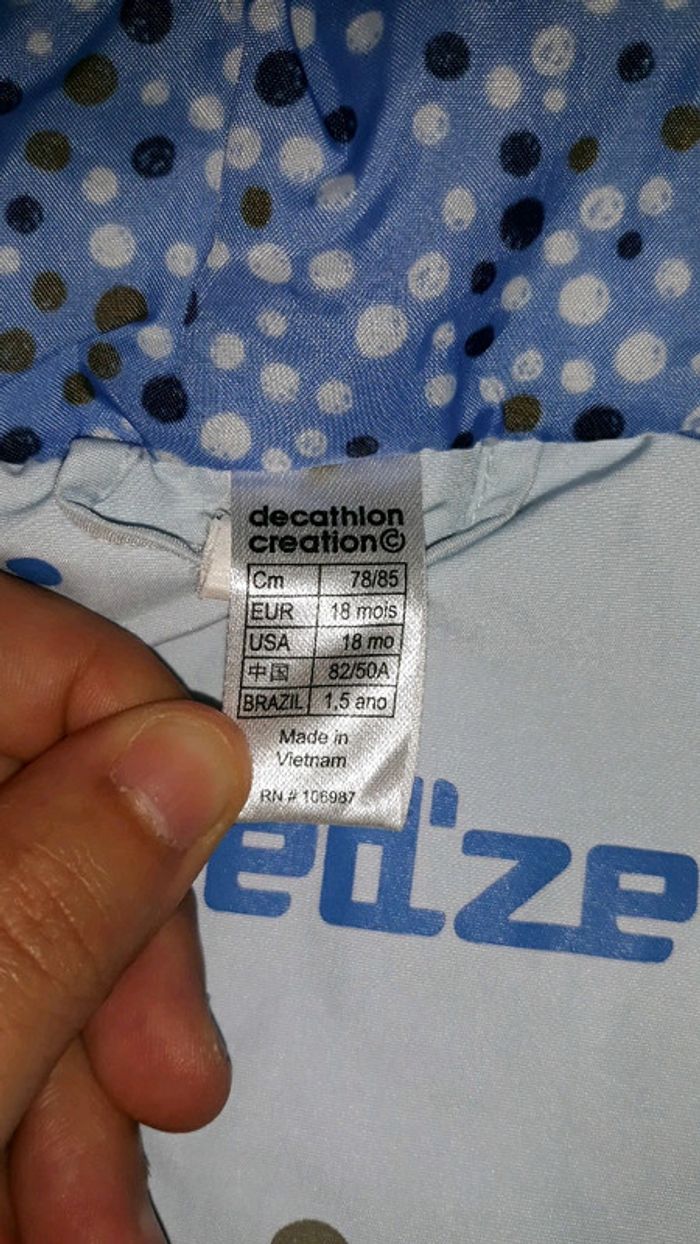 decathlon
creation©
Cm 78/85
EUR 18 mois
USA 18 mo
中国 82/50A
BRAZIL 1,5 ano
Made in
Vietnam
RN # 106987
ed'ze